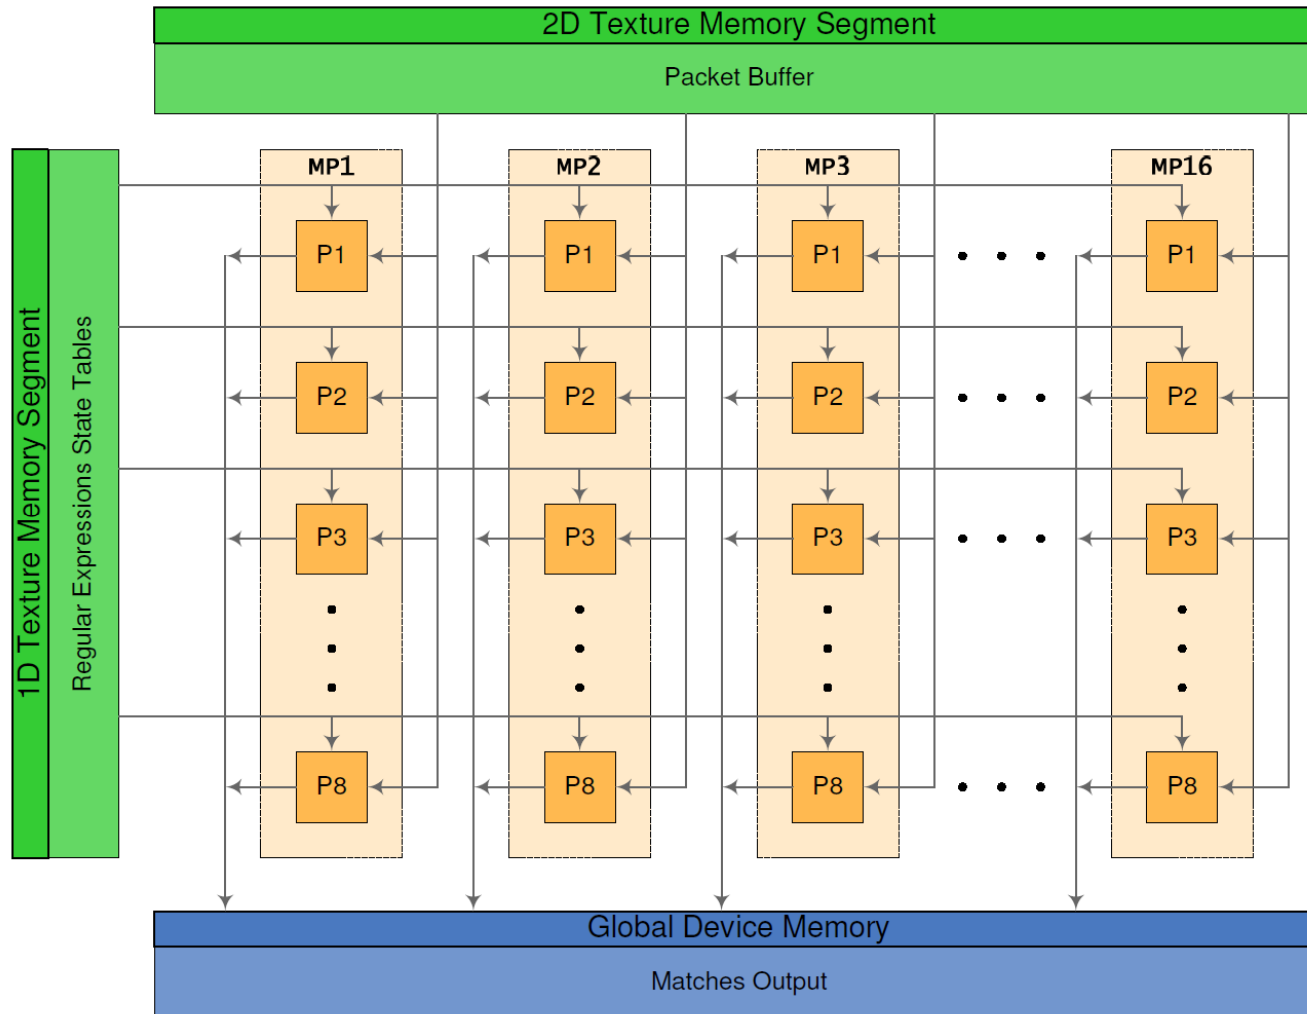 2D Texture Memory Segment
Packet Buffer
1D Texture Memory Segment
Regular Expressions State Tables
MP1 MP2 MP3 MP16
P1 P1 P1 P1
P2 P2 P2 P2
P3 P3 P3 P3
P8 P8 P8 P8
Global Device Memory
Matches Output